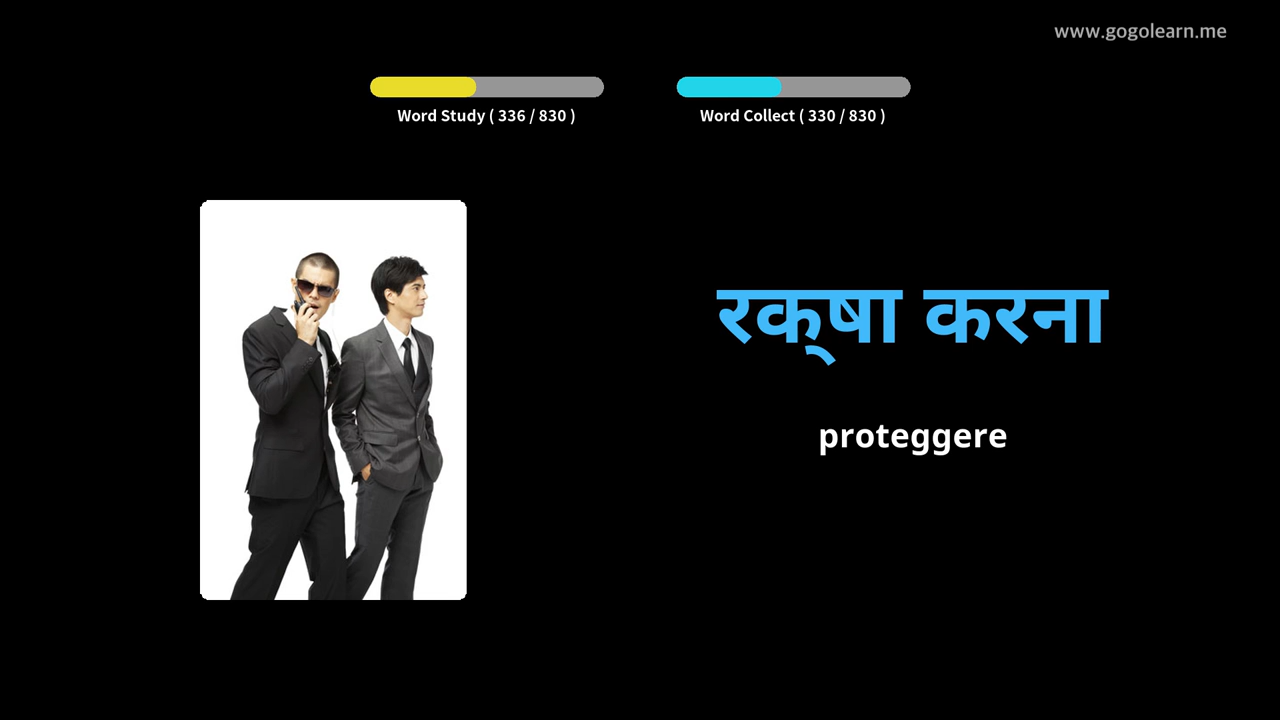 www.gogolearn.me
Word Study ( 336 / 830 )
Word Collect ( 330 / 830 )
रक्‌षा करना
proteggere